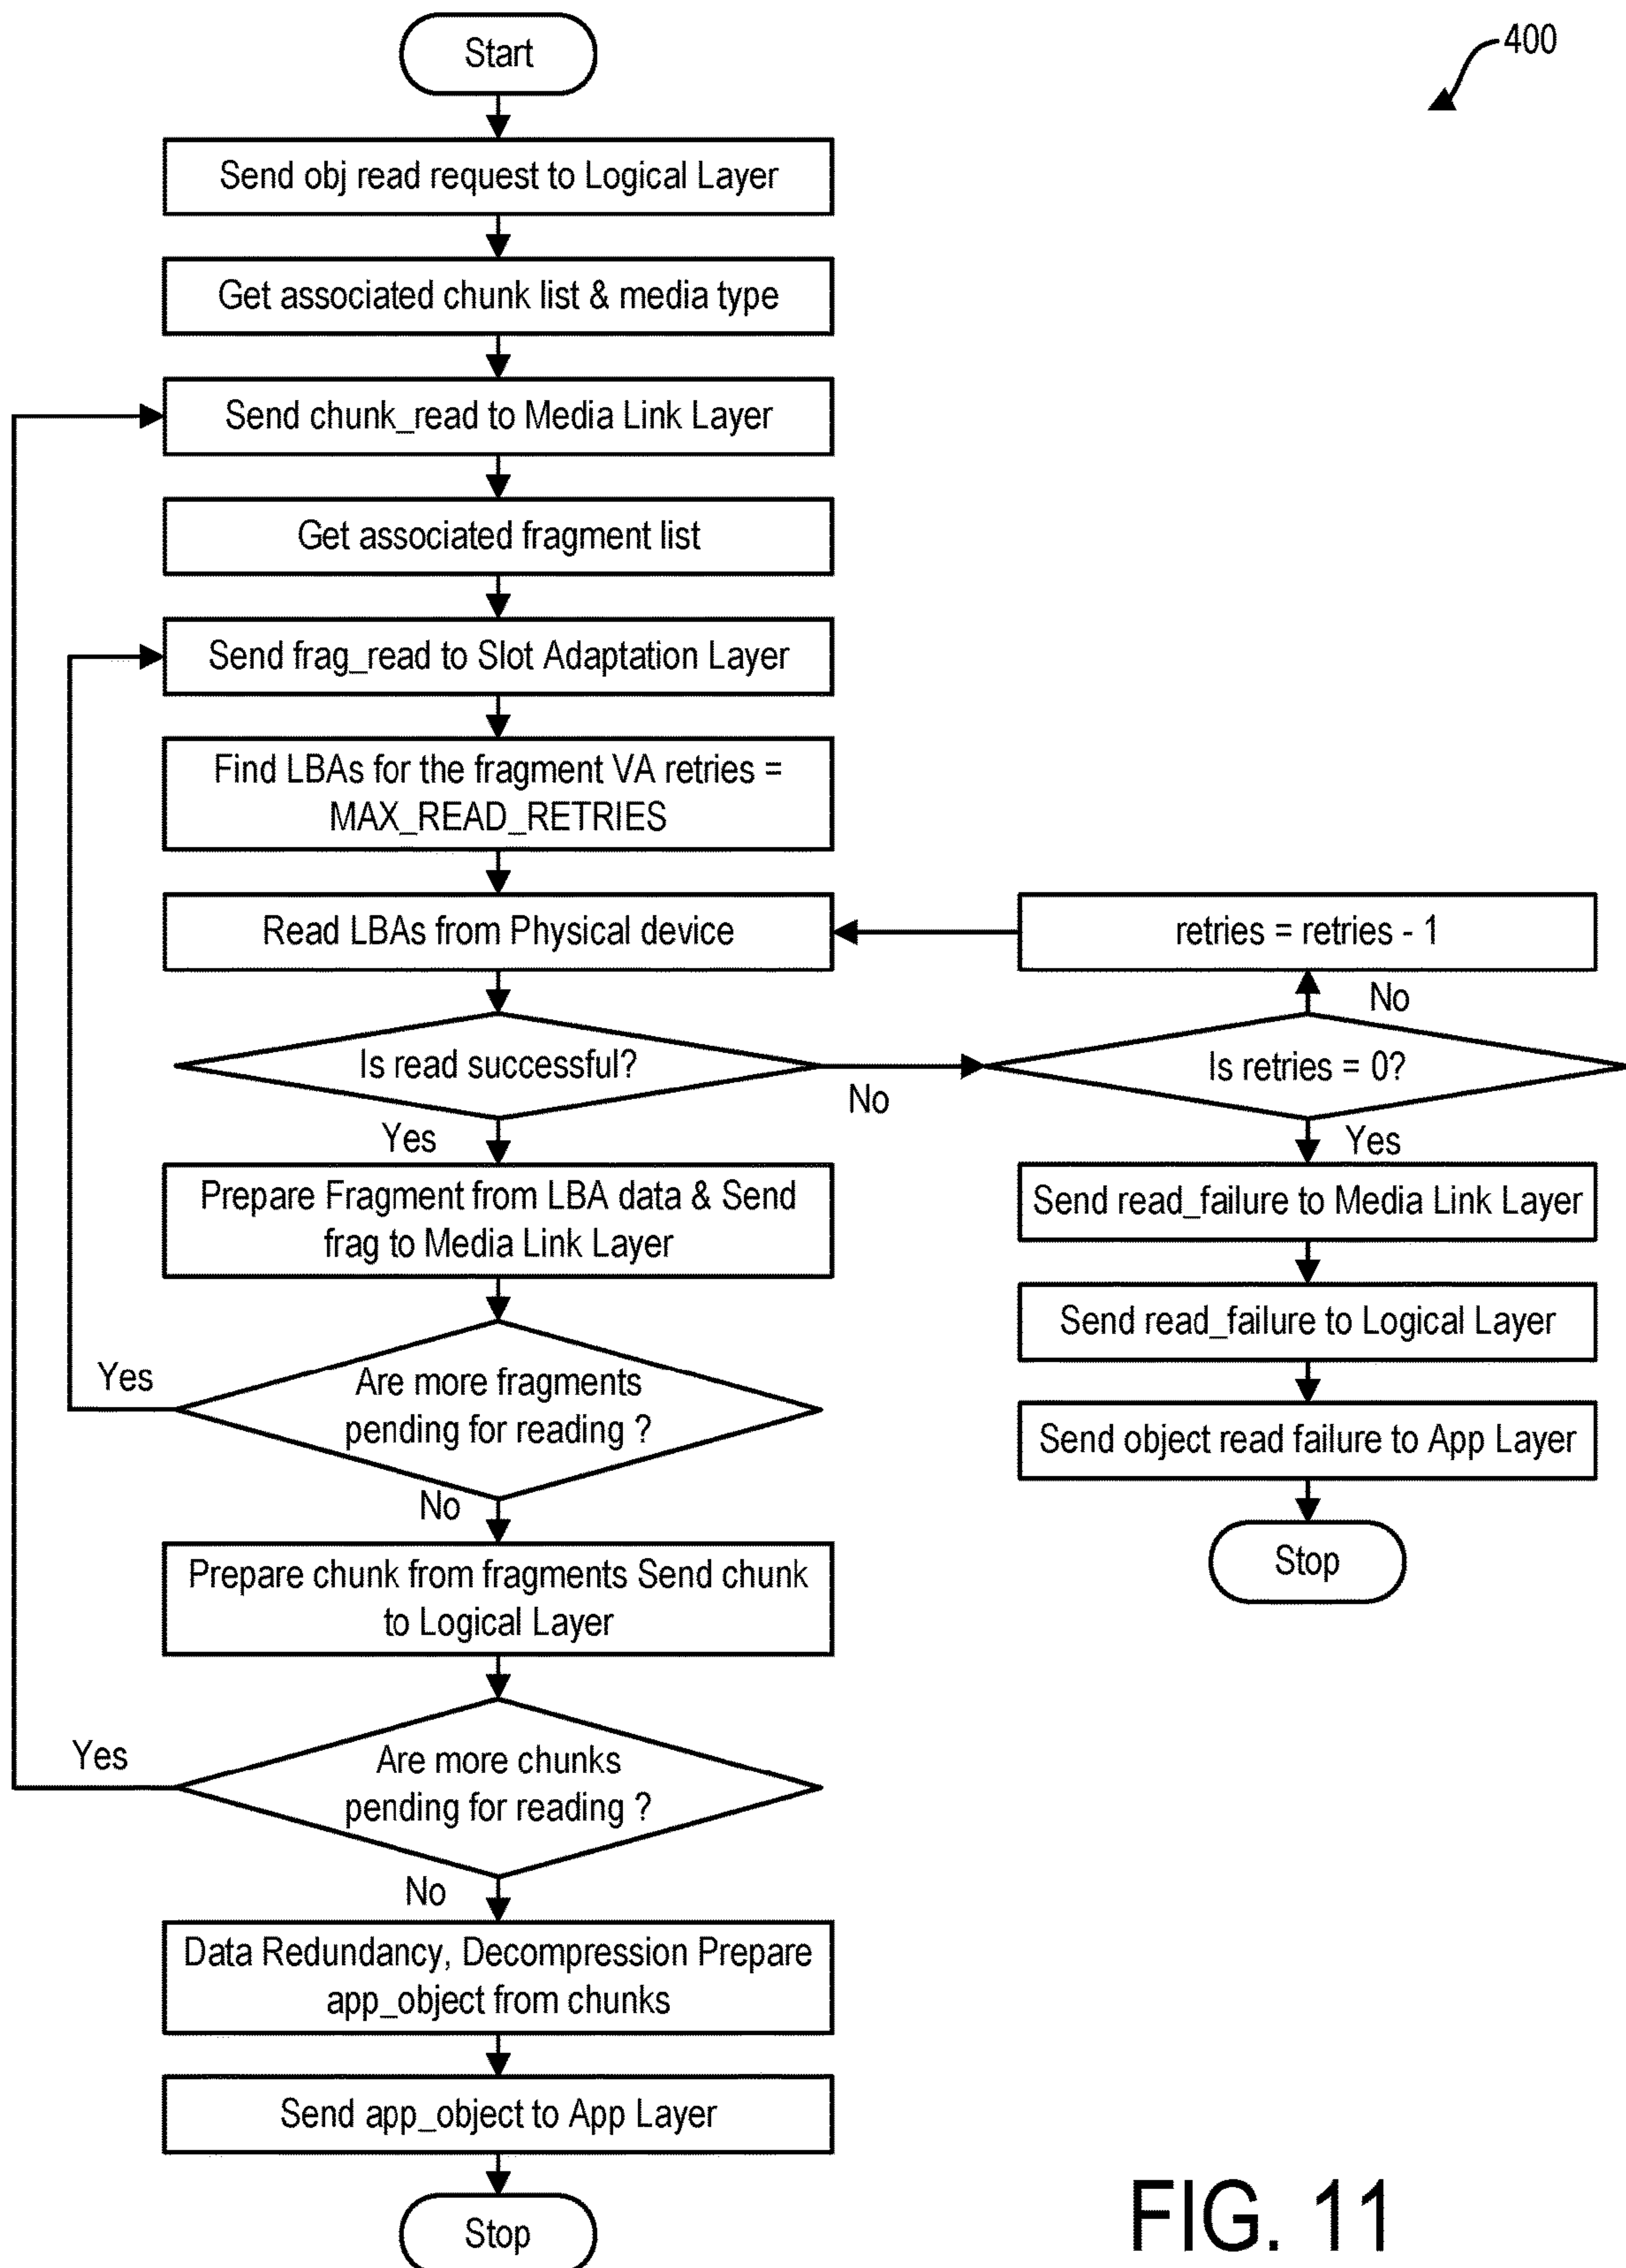 Start
400
Send obj read request to Logical Layer
Get associated chunk list & media type
Send chunk_read to Media Link Layer
Get associated fragment list
Send frag_read to Slot Adaptation Layer
Find LBAs for the fragment VA retries =
MAX_READ_RETRIES
Read LBAs from Physical device
retries = retries - 1
No
Is read successful?
Is retries = 0?
No
Yes
Yes
Prepare Fragment from LBA data & Send
frag to Media Link Layer
Send read_failure to Media Link Layer
Send read_failure to Logical Layer
Yes
Are more fragments
pending for reading ?
Send object read failure to App Layer
No
Stop
Prepare chunk from fragments Send chunk
to Logical Layer
Yes
Are more chunks
pending for reading ?
No
Data Redundancy, Decompression Prepare
app_object from chunks
Send app_object to App Layer
Stop
FIG. 11